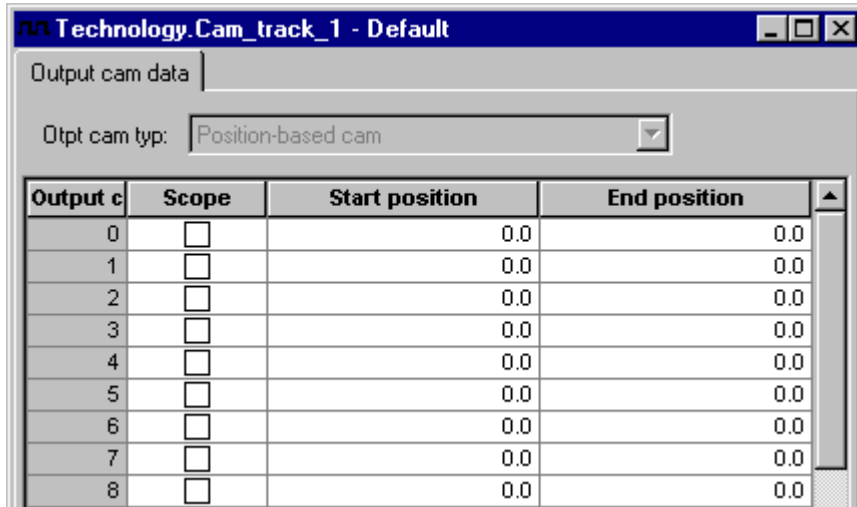 Technology.Cam_track_1 - Default
Output cam data
Otpt cam typ: Position-based cam
Output c Scope Start position End position
0 0.0 0.0
1 0.0 0.0
2 0.0 0.0
3 0.0 0.0
4 0.0 0.0
5 0.0 0.0
6 0.0 0.0
7 0.0 0.0
8 0.0 0.0